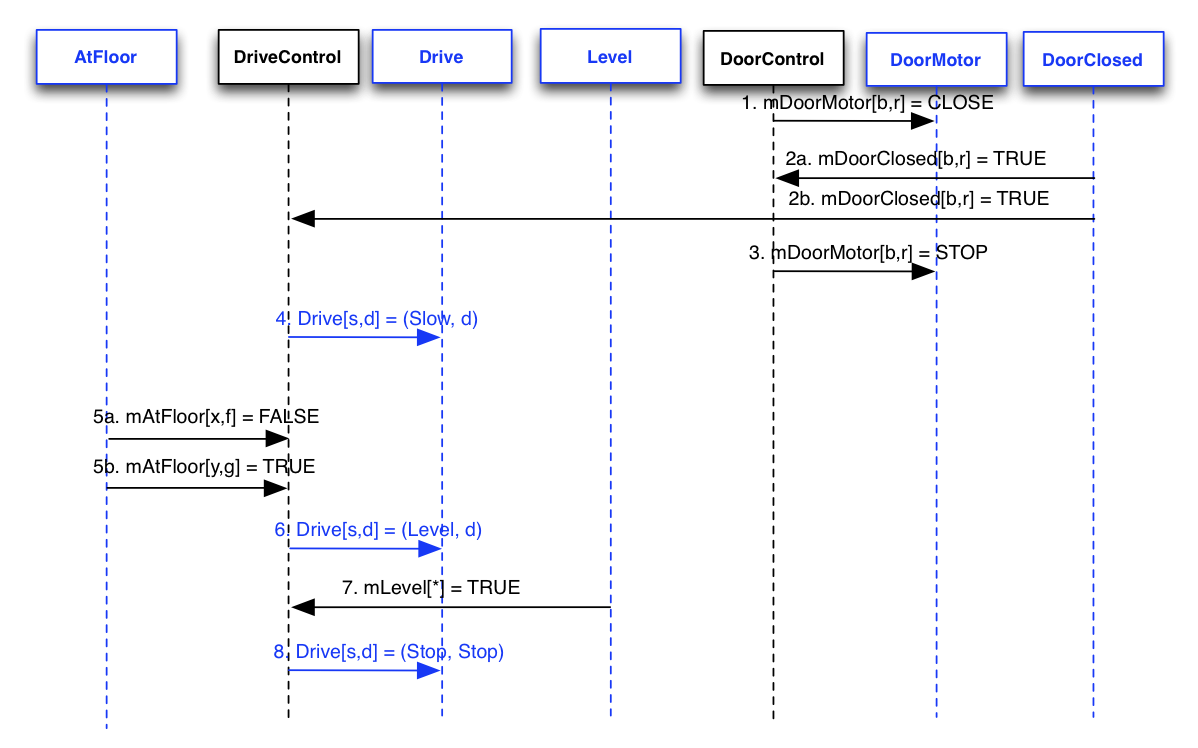 AtFloor
DriveControl
Drive
Level
DoorControl
DoorMotor
DoorClosed
1. mDoorMotor[b,r] = CLOSE
2a. mDoorClosed[b,r] = TRUE
2b. mDoorClosed[b,r] = TRUE
3. mDoorMotor[b,r] = STOP
4. Drive[s,d] = (Slow, d)
5a. mAtFloor[x,f] = FALSE
5b. mAtFloor[y,g] = TRUE
6. Drive[s,d] = (Level, d)
7. mLevel[*] = TRUE
8. Drive[s,d] = (Stop, Stop)